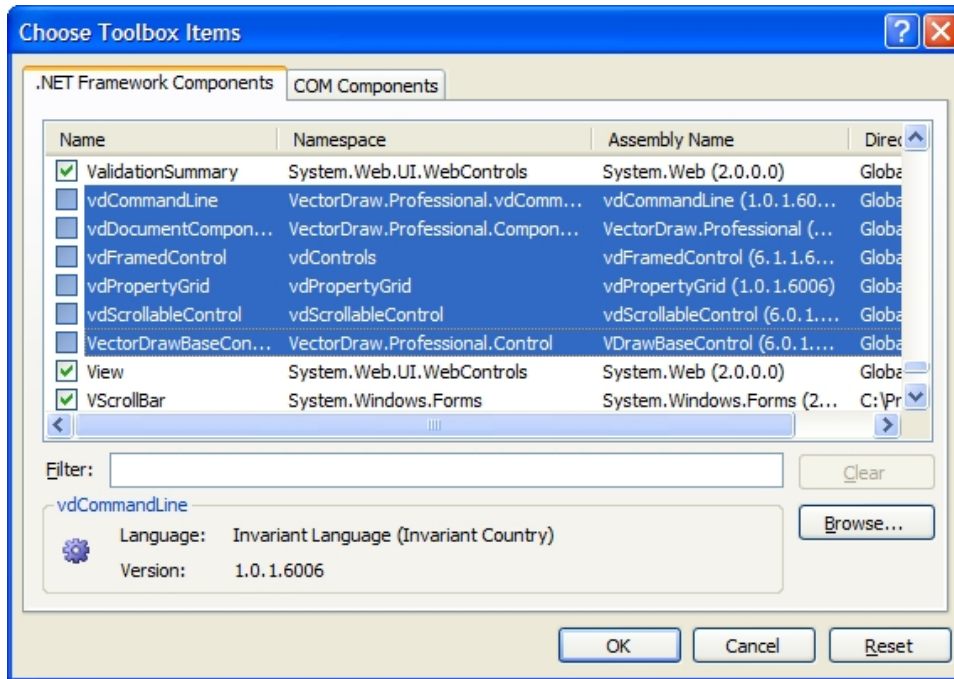 Choose Toolbox Items
.NET Framework Components COM Components
Name Namespace Assembly Name Direc
ValidationSummary System.Web.UI.WebControls System.Web (2.0.0.0) Globa
vdCommandLine VectorDraw.Professional.vdComm... vdCommandLine (1.0.1.60... Globa
vdDocumentCompon... VectorDraw.Professional.Compon... VectorDraw.Professional (... Globa
vdFramedControl vdControls vdFramedControl (6.1.1.6... Globa
vdPropertyGrid vdPropertyGrid vdPropertyGrid (1.0.1.6006) Globa
vdScrollableControl vdScrollableControl vdScrollableControl (6.0.1.... Globa
VectorDrawBaseCon... VectorDraw.Professional.Control VDrawBaseControl (6.0.1.... Globa
View System.Web.UI.WebControls System.Web (2.0.0.0) Globa
VScrollBar System.Windows.Forms System.Windows.Forms (2... C:\Pr
Filter: Clear
vdCommandLine
Browse...
Language: Invariant Language (Invariant Country)
Version: 1.0.1.6006
OK Cancel Reset